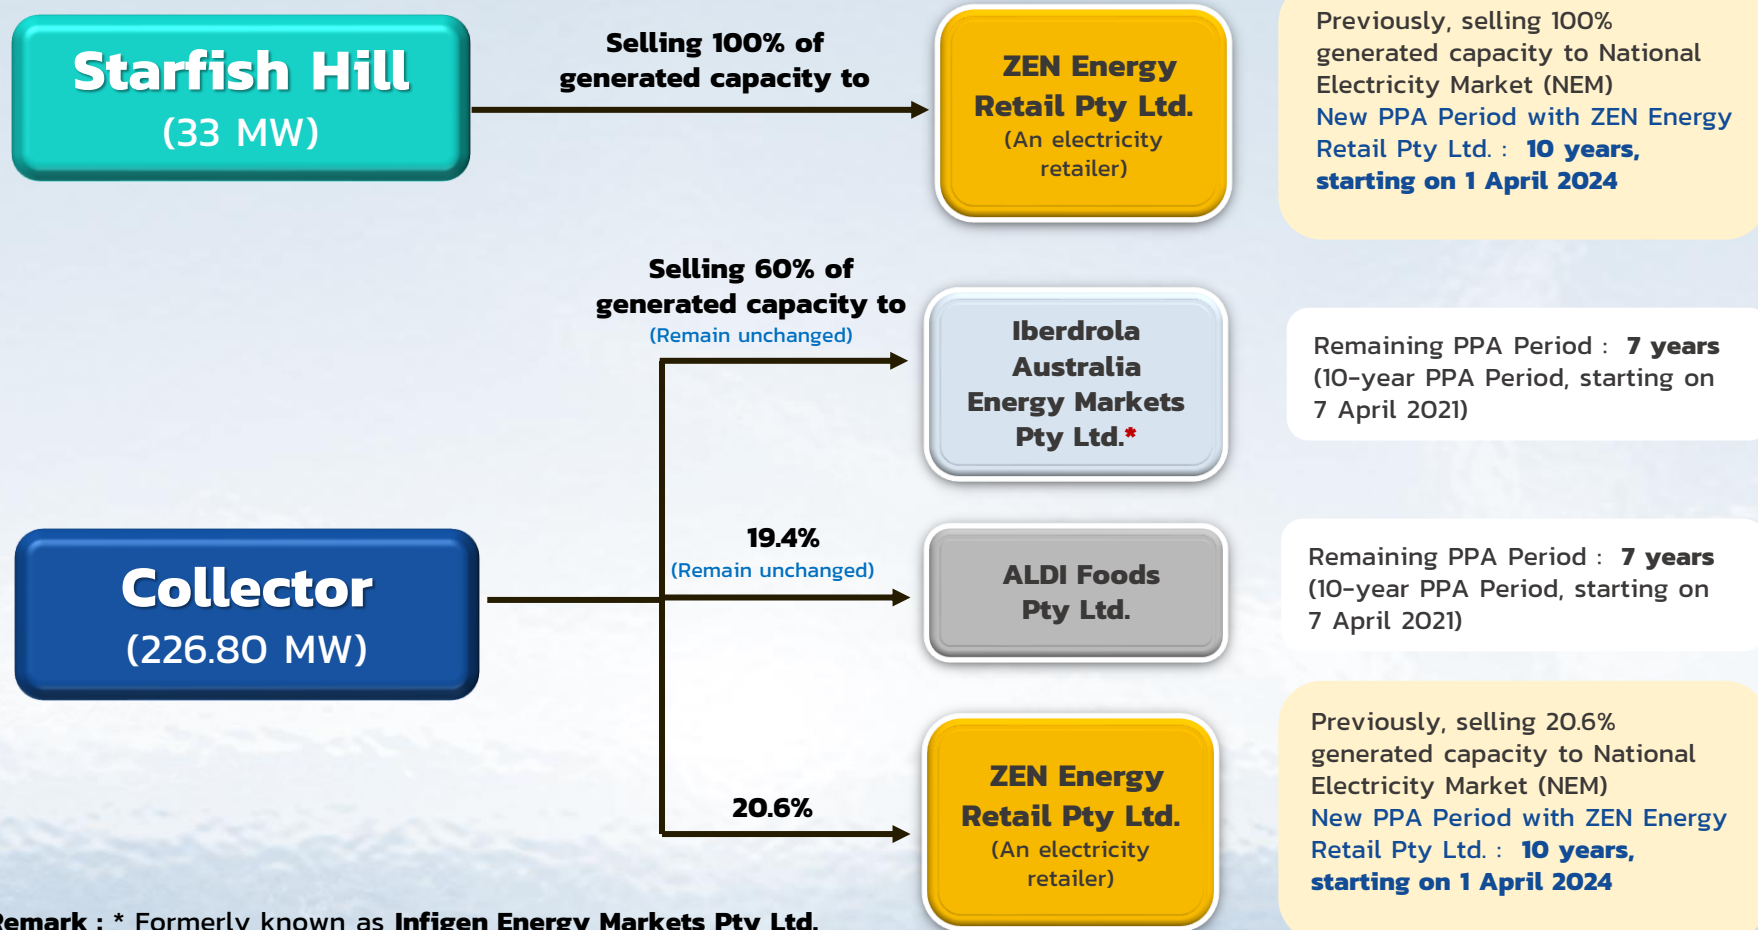 Starfish Hill
(33 MW)
Selling 100% of
generated capacity to
ZEN Energy
Retail Pty Ltd.
(An electricity
retailer)
Previously, selling 100%
generated capacity to National
Electricity Market (NEM)
New PPA Period with ZEN Energy
Retail Pty Ltd. : 10 years,
starting on 1 April 2024
Selling 60% of
generated capacity to
(Remain unchanged)
Iberdrola
Australia
Energy Markets
Pty Ltd.*
Remaining PPA Period : 7 years
(10-year PPA Period, starting on
7 April 2021)
Collector
(226.80 MW)
19.4%
(Remain unchanged)
ALDI Foods
Pty Ltd.
Remaining PPA Period : 7 years
(10-year PPA Period, starting on
7 April 2021)
20.6%
ZEN Energy
Retail Pty Ltd.
(An electricity
retailer)
Previously, selling 20.6%
generated capacity to National
Electricity Market (NEM)
New PPA Period with ZEN Energy
Retail Pty Ltd. : 10 years,
starting on 1 April 2024
Remark : * Formerly known as Infigen Energy Markets Pty Ltd.